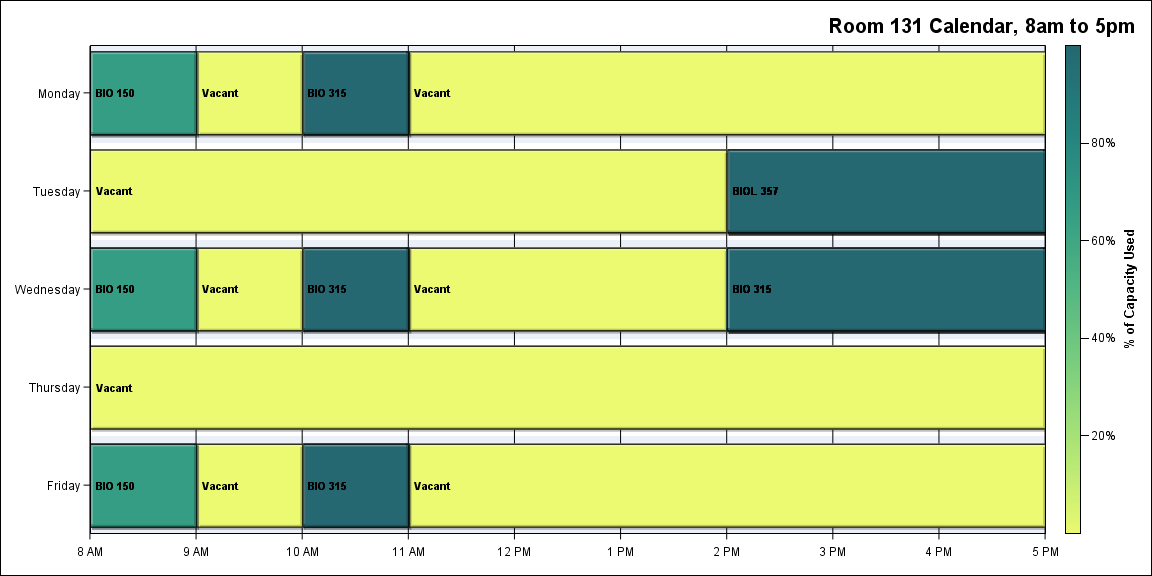 Room 131 Calendar, 8am to 5pm
Monday
BIO 150
Vacant
BIO 315
Vacant
Tuesday
Vacant
BIOL 357
Wednesday
BIO 150
Vacant
BIO 315
Vacant
BIO 315
Thursday
Vacant
Friday
BIO 150
Vacant
BIO 315
Vacant
8 AM 9 AM 10 AM 11 AM 12 PM 1 PM 2 PM 3 PM 4 PM 5 PM
80%
60%
40%
20%
% of Capacity Used